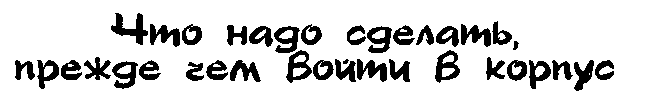 Что надо сделать,
прежде чем войти в корпус